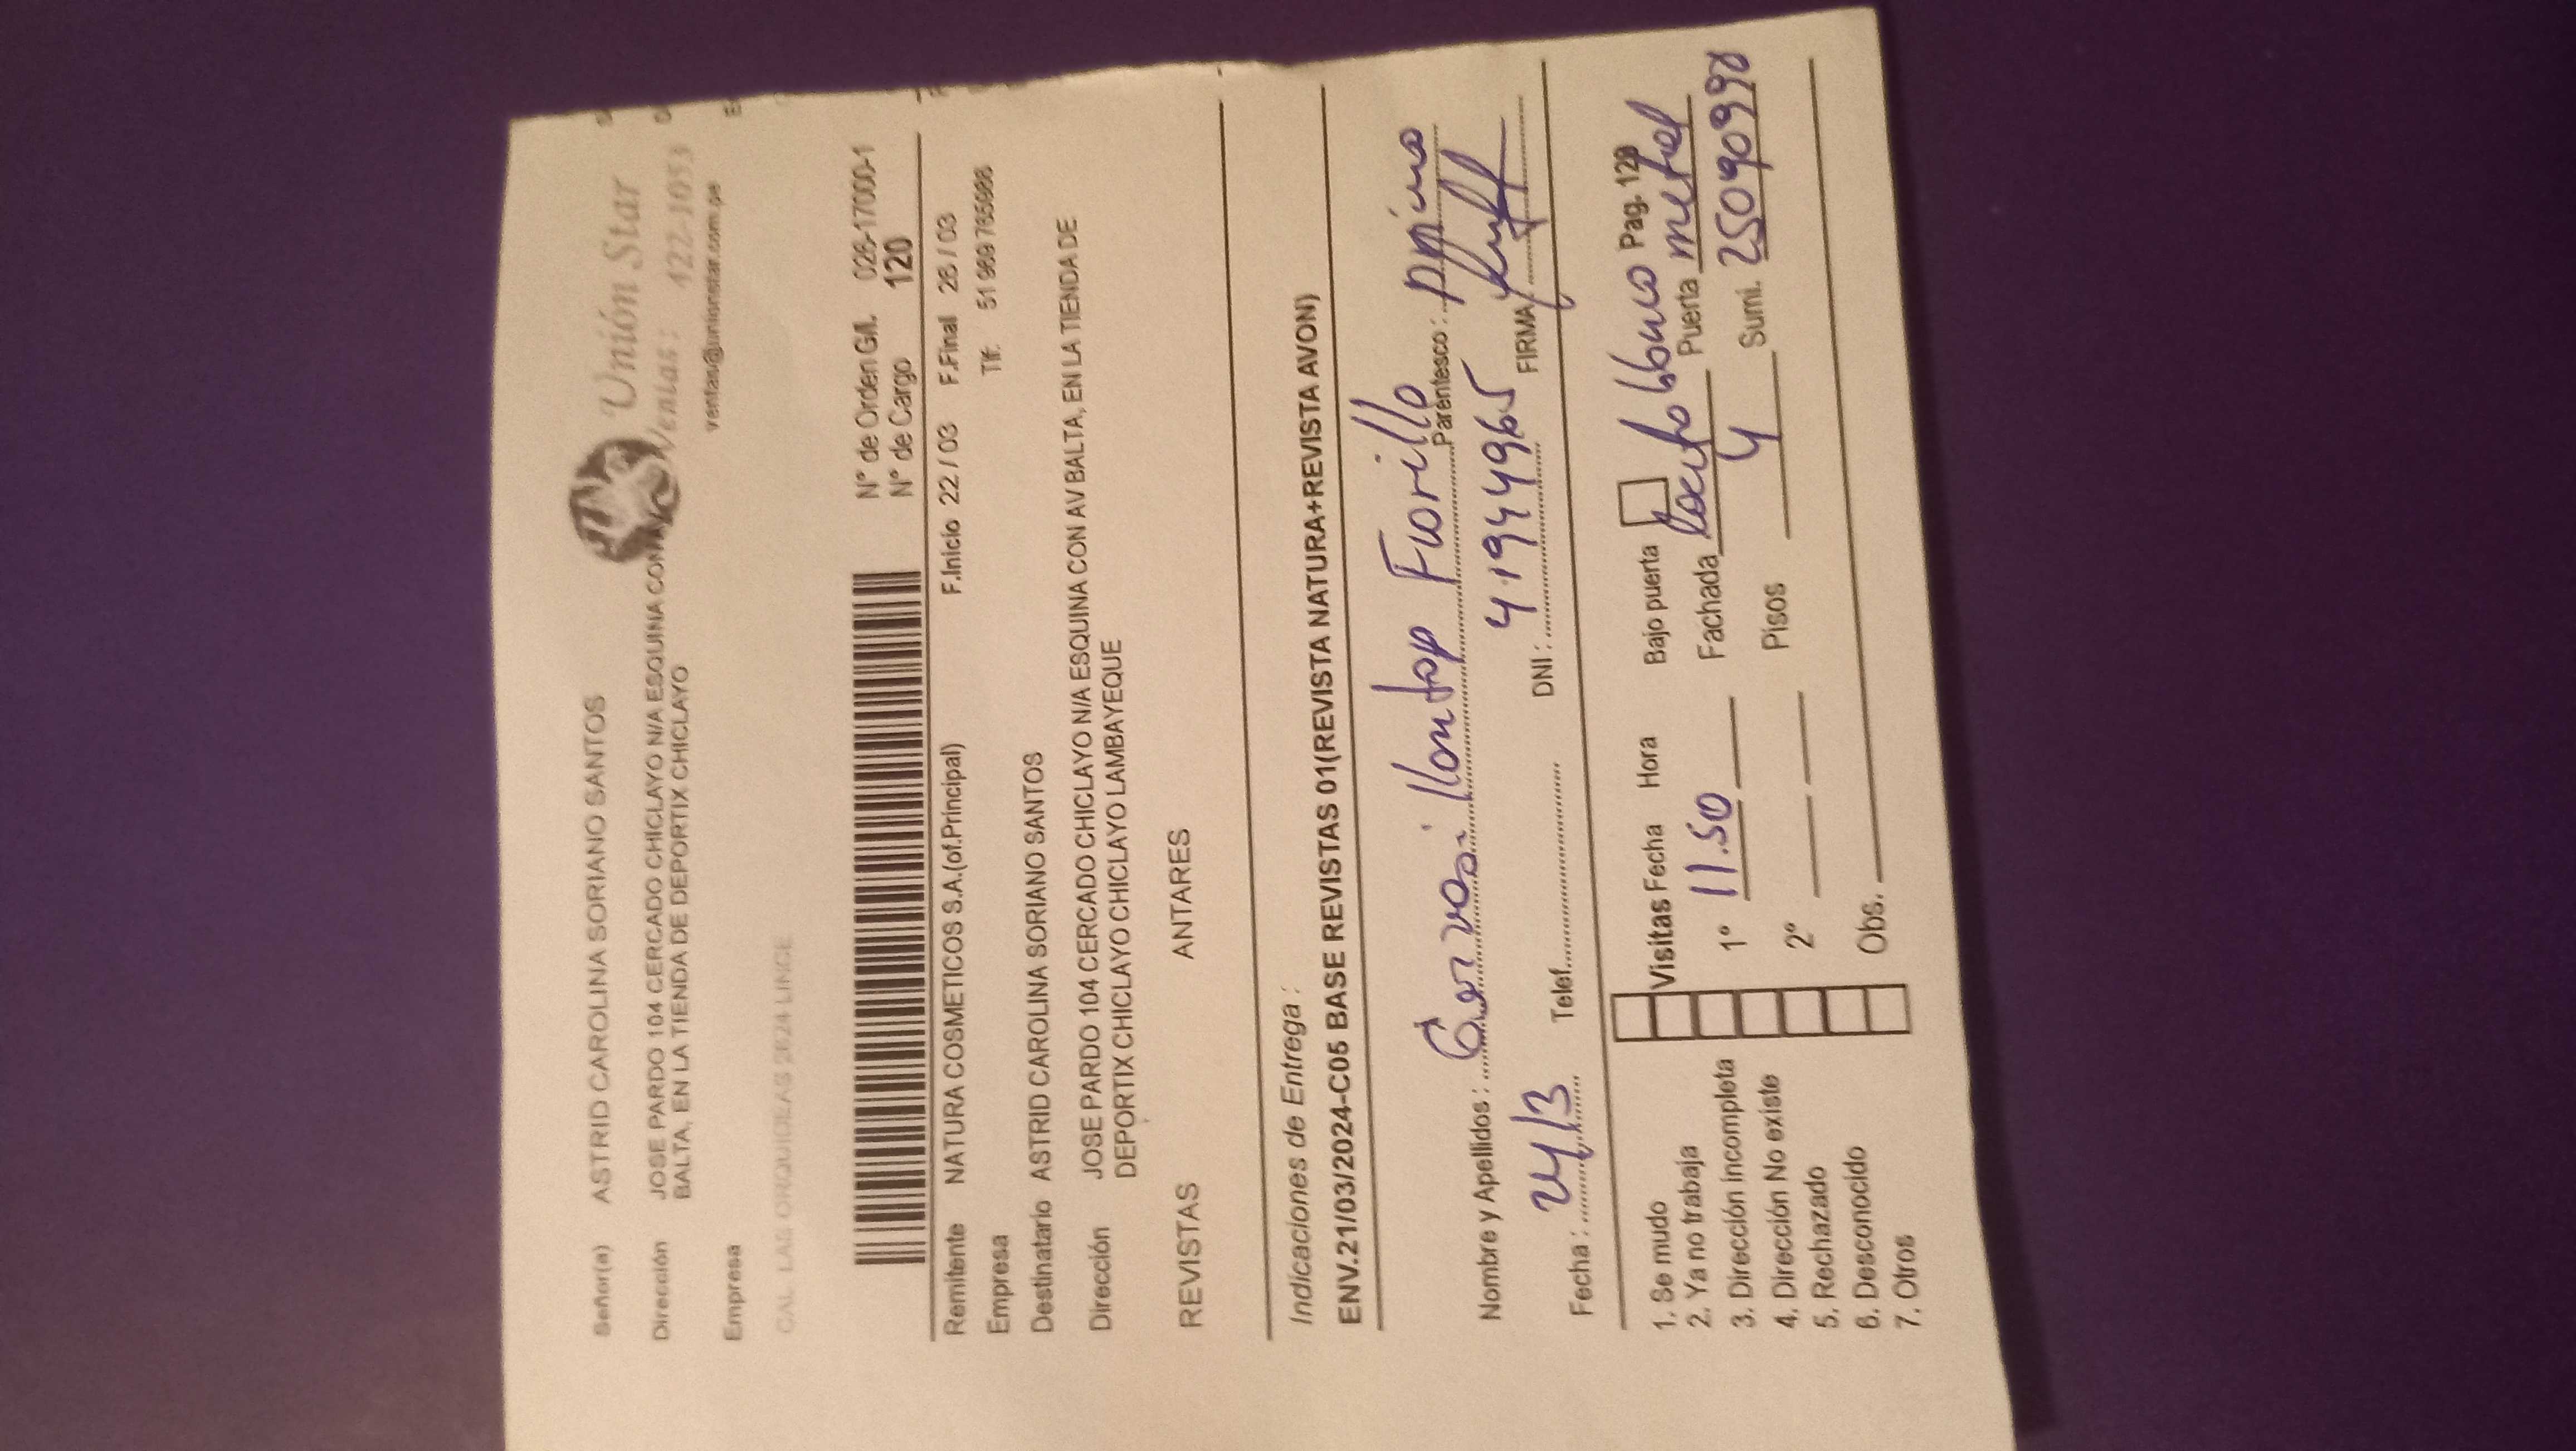 Unión Star
Ventas: 422-1053
ventas@unionstar.com.pe
Señor(a) ASTRID CAROLINA SORIANO SANTOS
Dirección JOSE PARDO 104 CERCADO CHICLAYO N/A ESQUINA CON AV
BALTA, EN LA TIENDA DE DEPORTIX CHICLAYO
Empresa
CAL LAS ORQUIDEAS 2624 LINCE
N° de Orden G/I. 026-17000-1
N° de Cargo 120
Remitente NATURA COSMETICOS S.A.(of.Principal) F.Inicio 22 / 03 F.Final 26 / 03
Empresa Tlf: 51 989 785988
Destinatario ASTRID CAROLINA SORIANO SANTOS
Dirección JOSE PARDO 104 CERCADO CHICLAYO N/A ESQUINA CON AV BALTA, EN LA TIENDA DE
DEPORTIX CHICLAYO CHICLAYO LAMBAYEQUE
REVISTAS ANTARES
Indicaciones de Entrega :
ENV.21/03/2024-C05 BASE REVISTAS 01(REVISTA NATURA+REVISTA AVON)
Nombre y Apellidos : Llontop Fiorillo Parentesco : primo
Fecha : 24/3 Telef. DNI : 41944965 FIRMA
Pag. 120
1. Se mudo
2. Ya no trabaja
3. Dirección incompleta
4. Dirección No existe
5. Rechazado
6. Desconocido
7. Otros
Visitas Fecha Hora Bajo puerta
1° 11.50 Fachada blanco Puerta metal
2° Pisos 4 Sumi. 25090998
Obs.